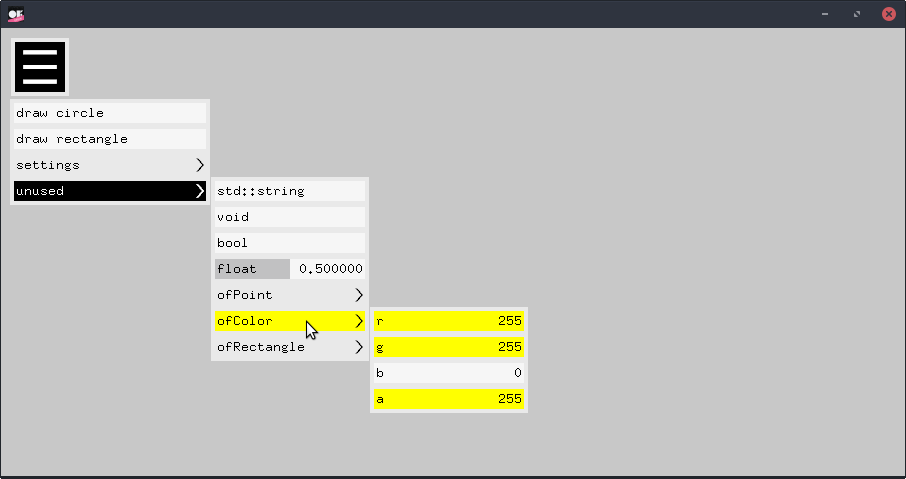 OF
draw circle
draw rectangle
settings
unused
std::string
void
bool
float 0.500000
ofPoint
ofColor
ofRectangle
r 255
g 255
b 0
a 255